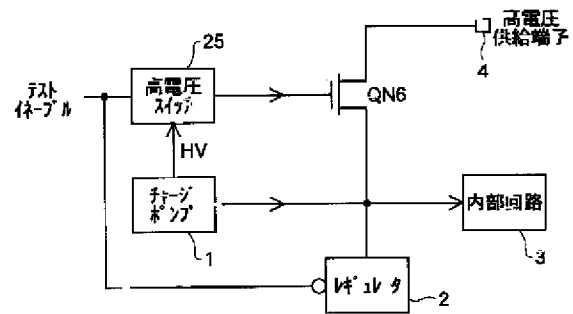 25
高電圧
供給端子
4
テスト
イネーブル
高電圧
スイッチ
QN6
HV
チャージ
ポンプ
1
内部回路
3
レギュレータ
2